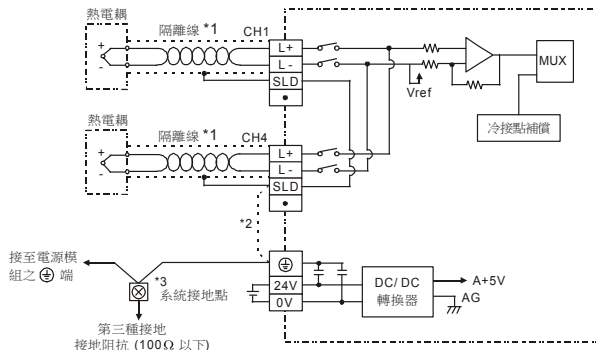 熱電耦
隔離線 *1
CH1
+
-
L+
L -
SLD
Vref
MUX
冷接點補償
熱電耦
隔離線 *1
CH4
+
-
L+
L -
SLD
*2
接至電源模
組之 端
*3
系統接地點
24V
0V
DC/ DC
轉換器
A+5V
AG
第三種接地
接地阻抗 (100Ω 以下)